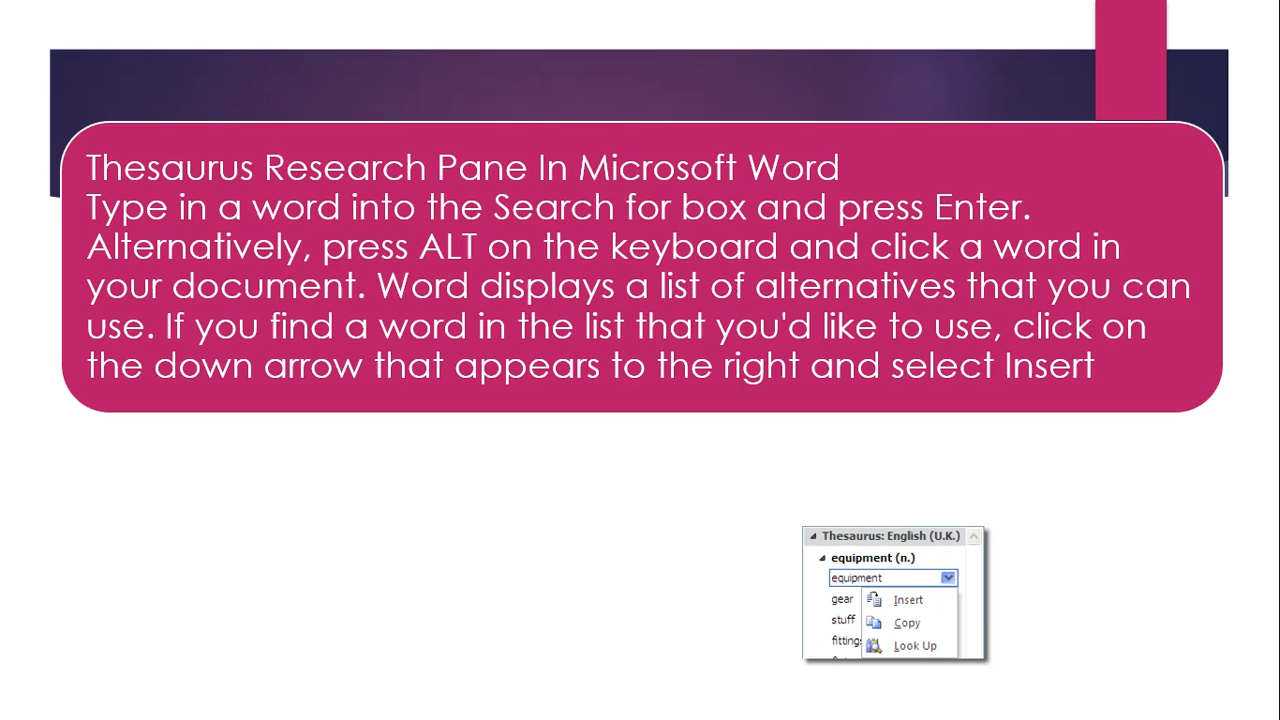 Thesaurus Research Pane In Microsoft Word
Type in a word into the Search for box and press Enter.
Alternatively, press ALT on the keyboard and click a word in
your document. Word displays a list of alternatives that you can
use. If you find a word in the list that you'd like to use, click on
the down arrow that appears to the right and select Insert
Thesaurus: English (U.K.)
equipment (n.)
equipment
gear
Insert
stuff
Copy
fittings
Look Up